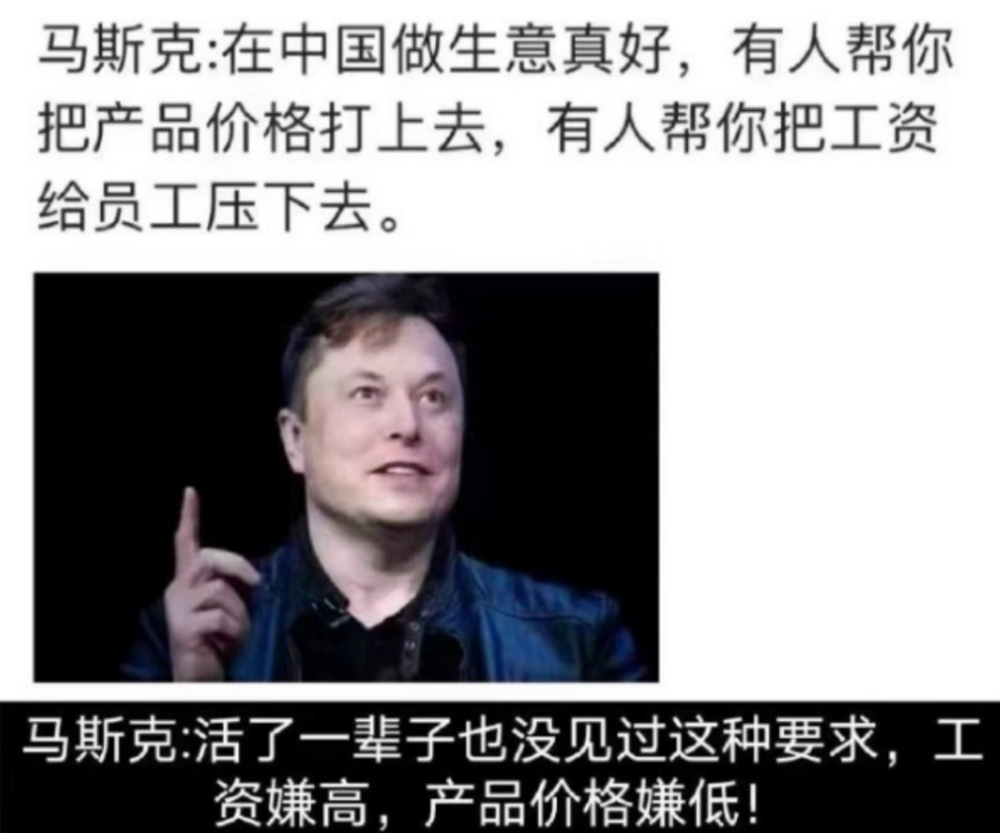 马斯克:在中国做生意真好，有人帮你
把产品价格打上去，有人帮你把工资
给员工压下去。
马斯克:活了一辈子也没见过这种要求，工
资嫌高，产品价格嫌低！